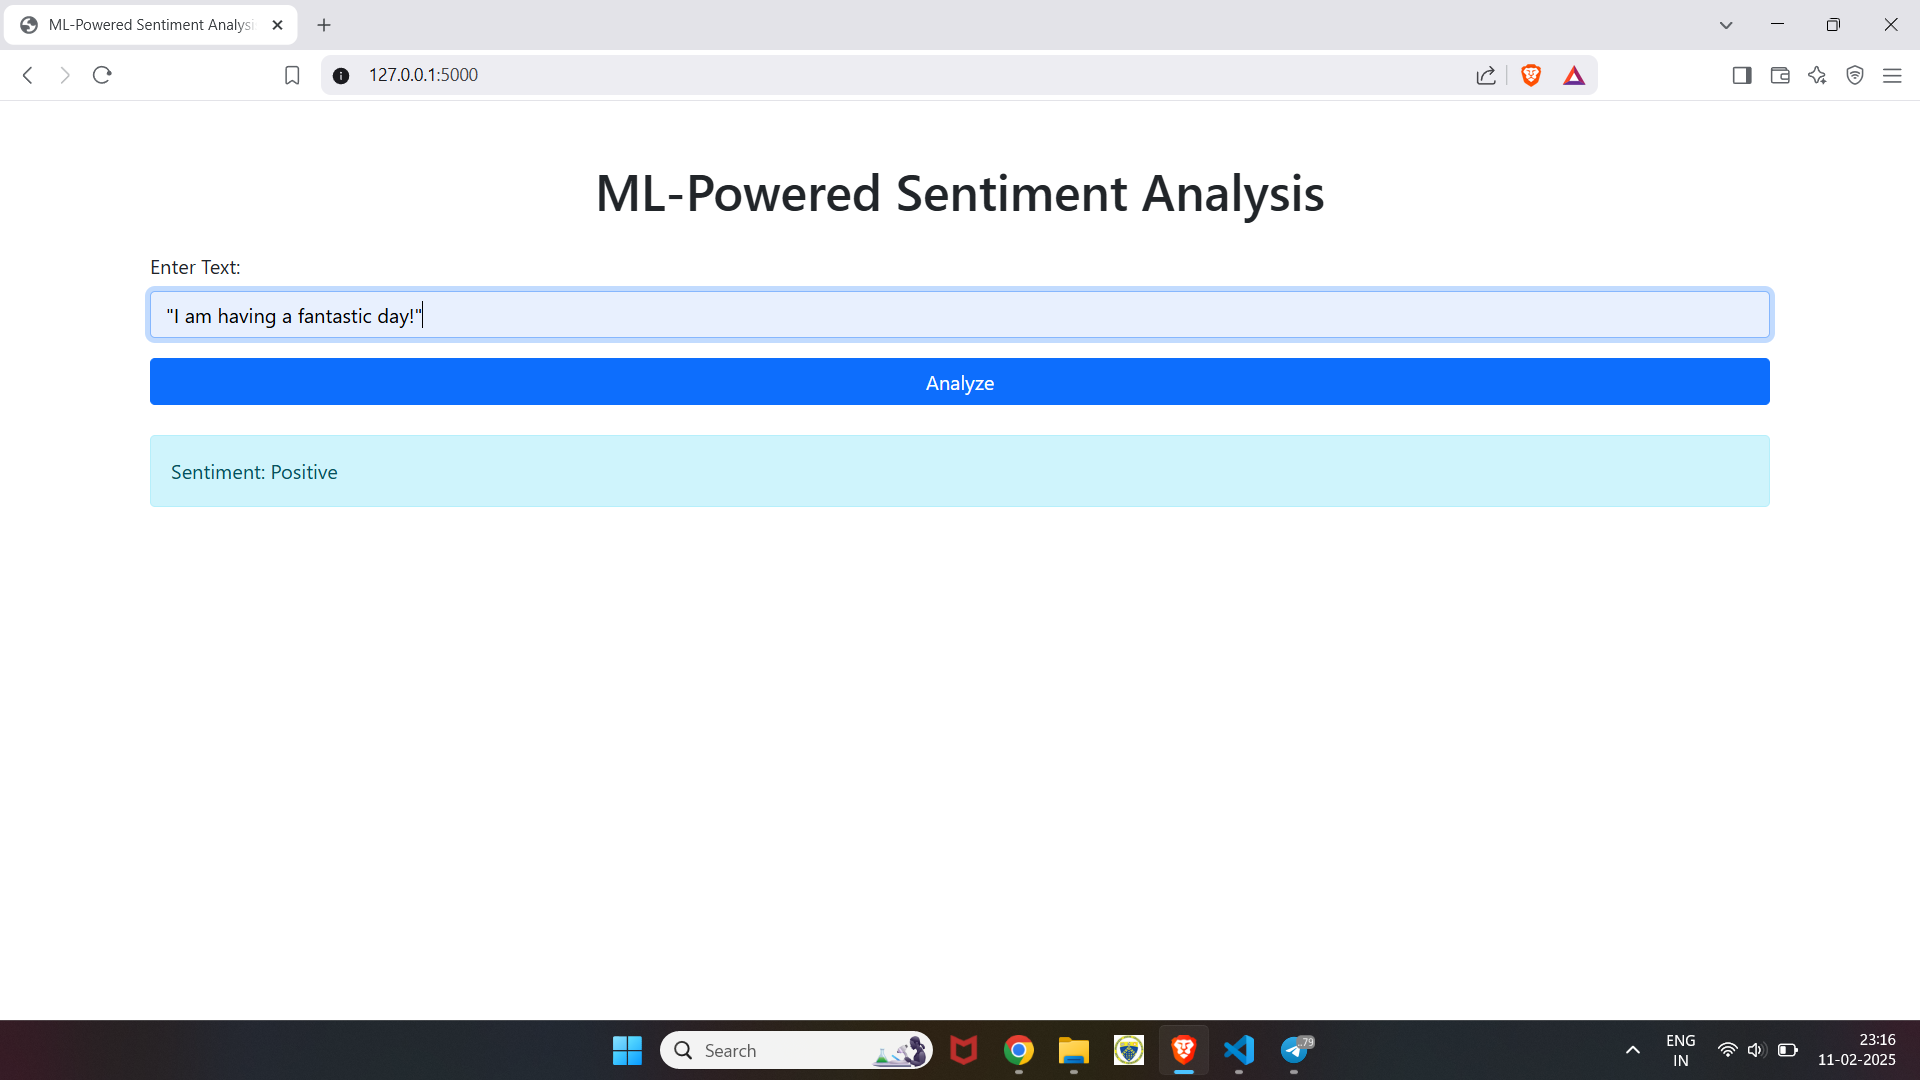 ML-Powered Sentiment Analysi
127.0.0.1:5000
ML-Powered Sentiment Analysis
Enter Text:
"I am having a fantastic day!"
Analyze
Sentiment: Positive
Search
79
ENG
IN
23:16
11-02-2025